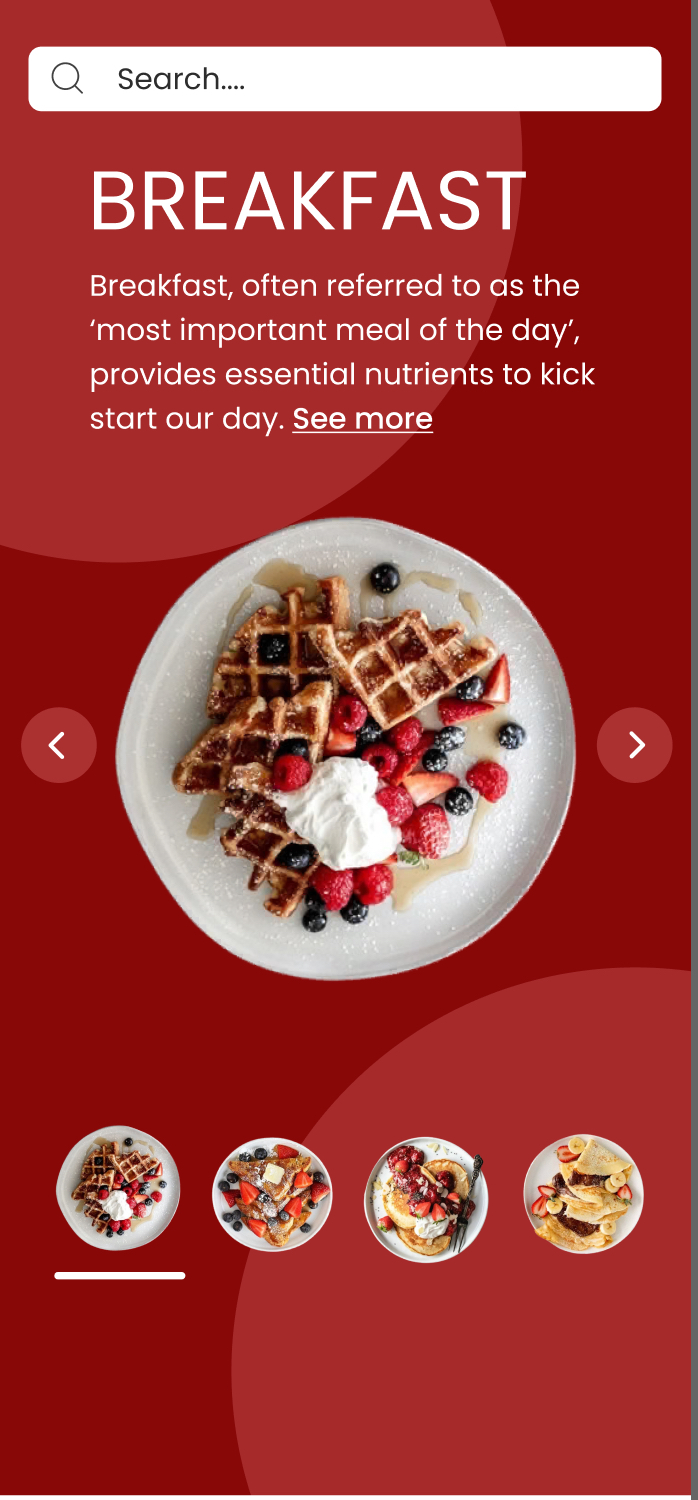 Search....
BREAKFAST
Breakfast, often referred to as the
‘most important meal of the day’,
provides essential nutrients to kick
start our day. See more